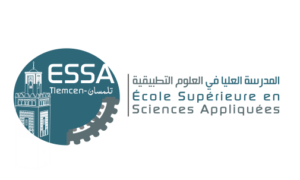 ESSA
Tlemcen-تلمسان
المدرسة العليا في العلوم التطبيقية
École Supérieure en
Sciences Appliquées